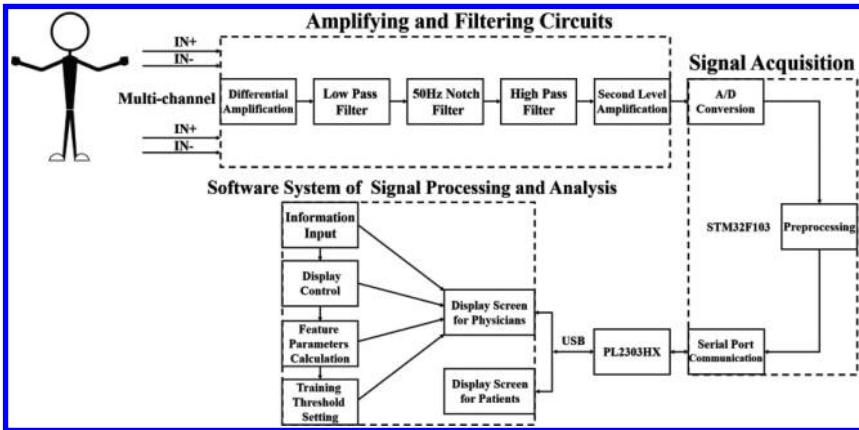 Amplifying and Filtering Circuits
IN+
IN-
Multi-channel
IN+
IN-
Differential
Amplification
Low Pass
Filter
50Hz Notch
Filter
High Pass
Filter
Second Level
Amplification
Signal Acquisition
A/D
Conversion
STM32F103
Preprocessing
Serial Port
Communication
PL2303HX
USB
Software System of Signal Processing and Analysis
Information
Input
Display
Control
Feature
Parameters
Calculation
Training
Threshold
Setting
Display Screen
for Physicians
Display Screen
for Patients